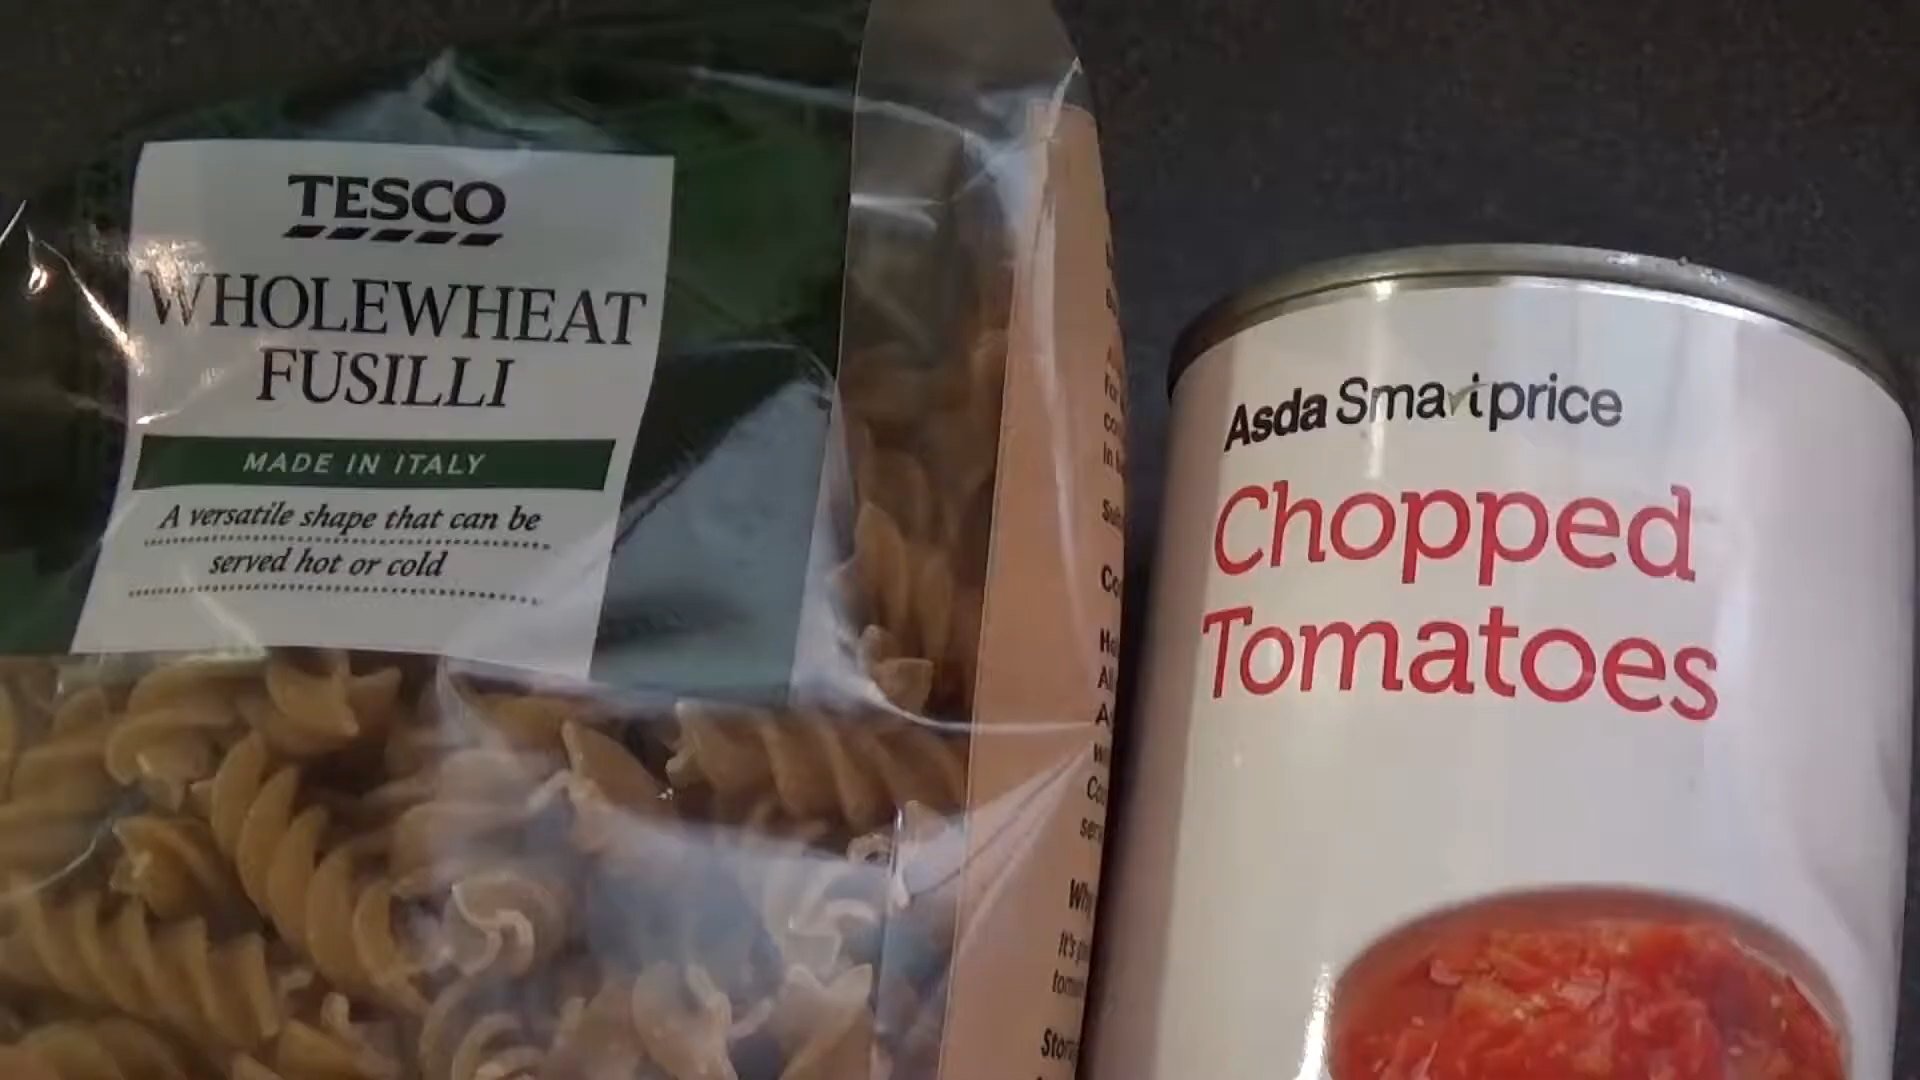 TESCO
WHOLEWHEAT
FUSILLI
MADE IN ITALY
A versatile shape that can be
served hot or cold
Asda Smartprice
Chopped
Tomatoes